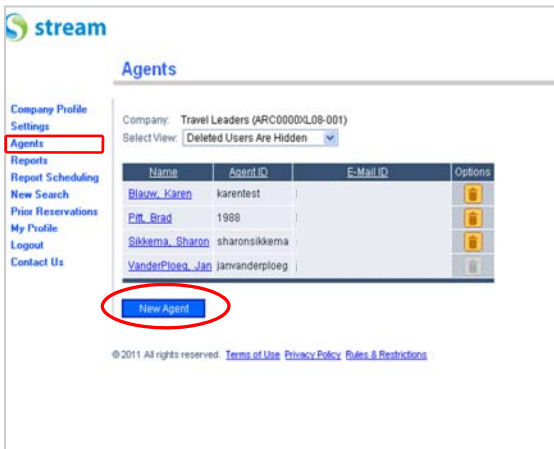 stream
Agents
Company Profile
Settings
Agents
Reports
Report Scheduling
New Search
Prior Reservations
My Profile
Logout
Contact Us
Company: Travel Leaders (ARC0000XL08-001)
Select View: Deleted Users Are Hidden
Name Agent ID E-Mail ID Options
Blauw, Karen karentest
Pitt, Brad 1988
Sikkema, Sharon sharonsikkema
VanderPloeg, Jan janvanderploeg
New Agent
© 2011 All rights reserved. Terms of Use Privacy Policy Rules & Restrictions